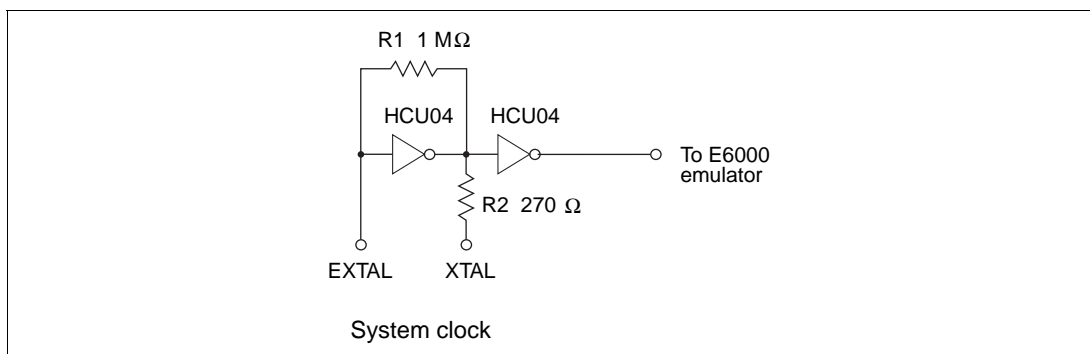 R1 1 MΩ
HCU04 HCU04
To E6000
emulator
R2 270 Ω
EXTAL XTAL
System clock